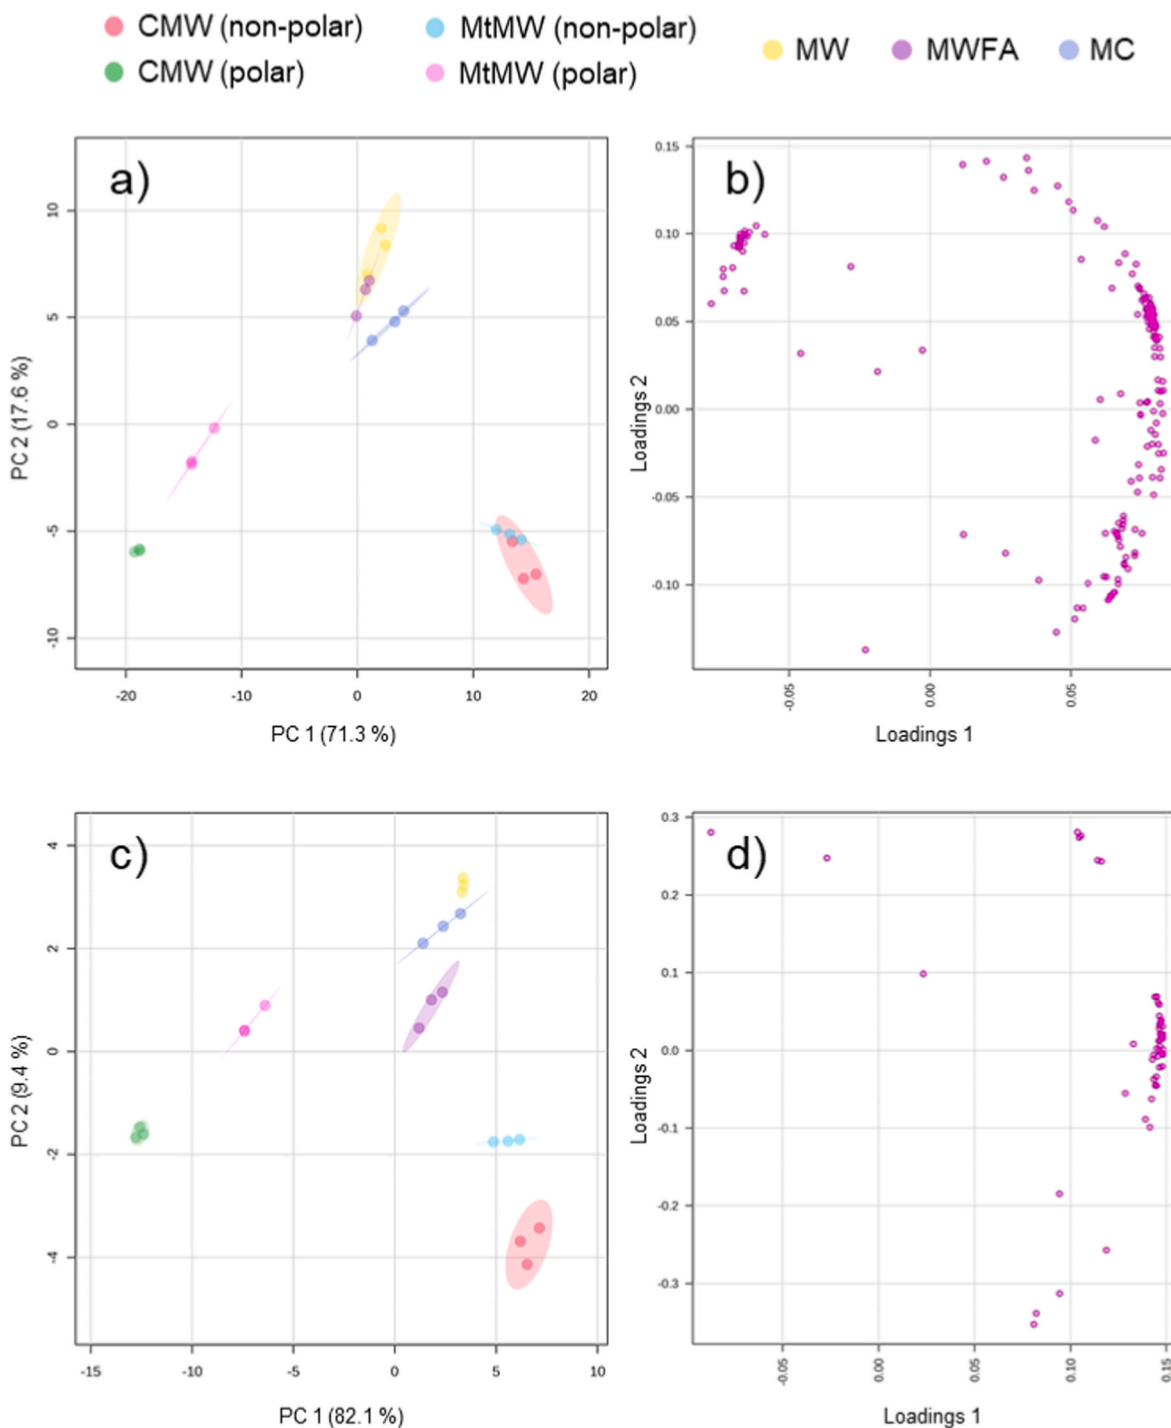 CMW (non-polar) MtMW (non-polar) MW MWFA MC
CMW (polar) MtMW (polar)
a)
10
5
0
-5
-10
PC 2 (17.6 %)
-20 -10 0 10 20
PC 1 (71.3 %)
b)
0.15
0.10
0.05
0.00
-0.05
-0.10
Loadings 2
-0.05 0.00 0.05
Loadings 1
c)
4
2
0
-2
-4
PC 2 (9.4 %)
-15 -10 -5 0 5 10
PC 1 (82.1 %)
d)
0.3
0.2
0.1
0.0
-0.1
-0.2
-0.3
Loadings 2
-0.05 0.00 0.05 0.10 0.15
Loadings 1